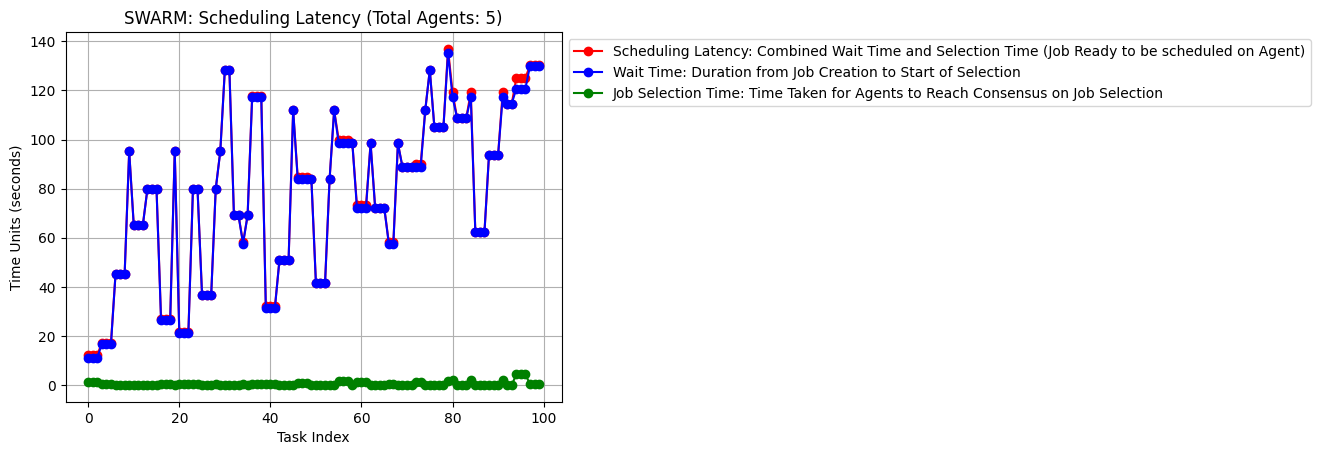 SWARM: Scheduling Latency (Total Agents: 5)
Scheduling Latency: Combined Wait Time and Selection Time (Job Ready to be scheduled on Agent)
Wait Time: Duration from Job Creation to Start of Selection
Job Selection Time: Time Taken for Agents to Reach Consensus on Job Selection
Time Units (seconds)
140
120
100
80
60
40
20
0
0 20 40 60 80 100
Task Index